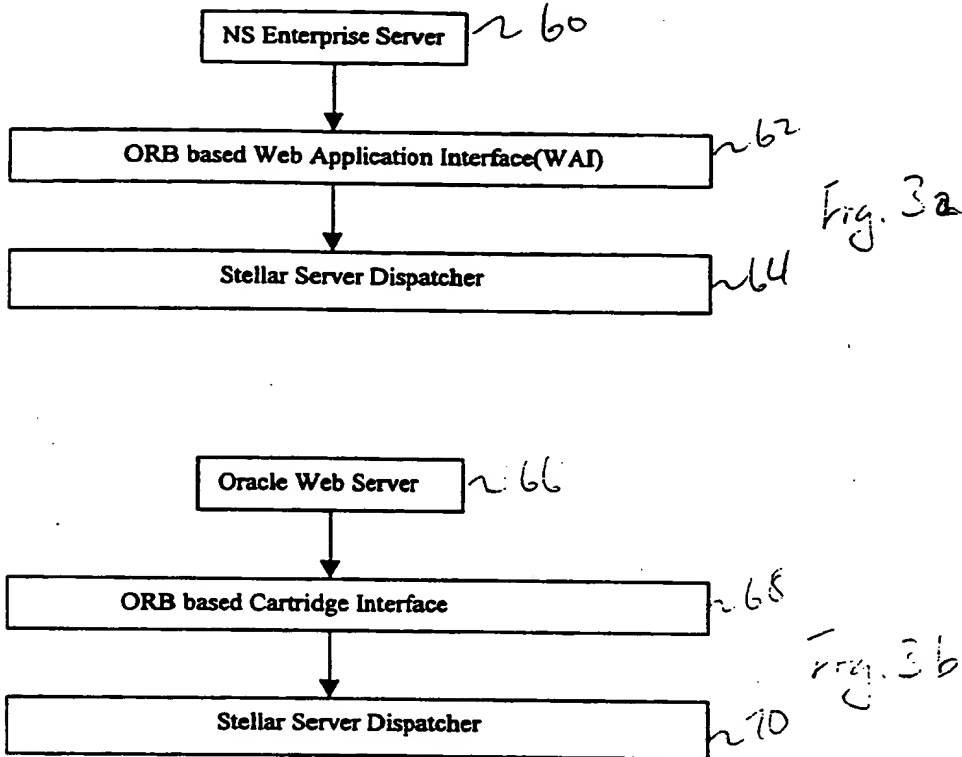 NS Enterprise Server 60
ORB based Web Application Interface(WAI) 62
Fig. 3a
Stellar Server Dispatcher 64
Oracle Web Server 66
ORB based Cartridge Interface 68
Fig. 3b
Stellar Server Dispatcher 70